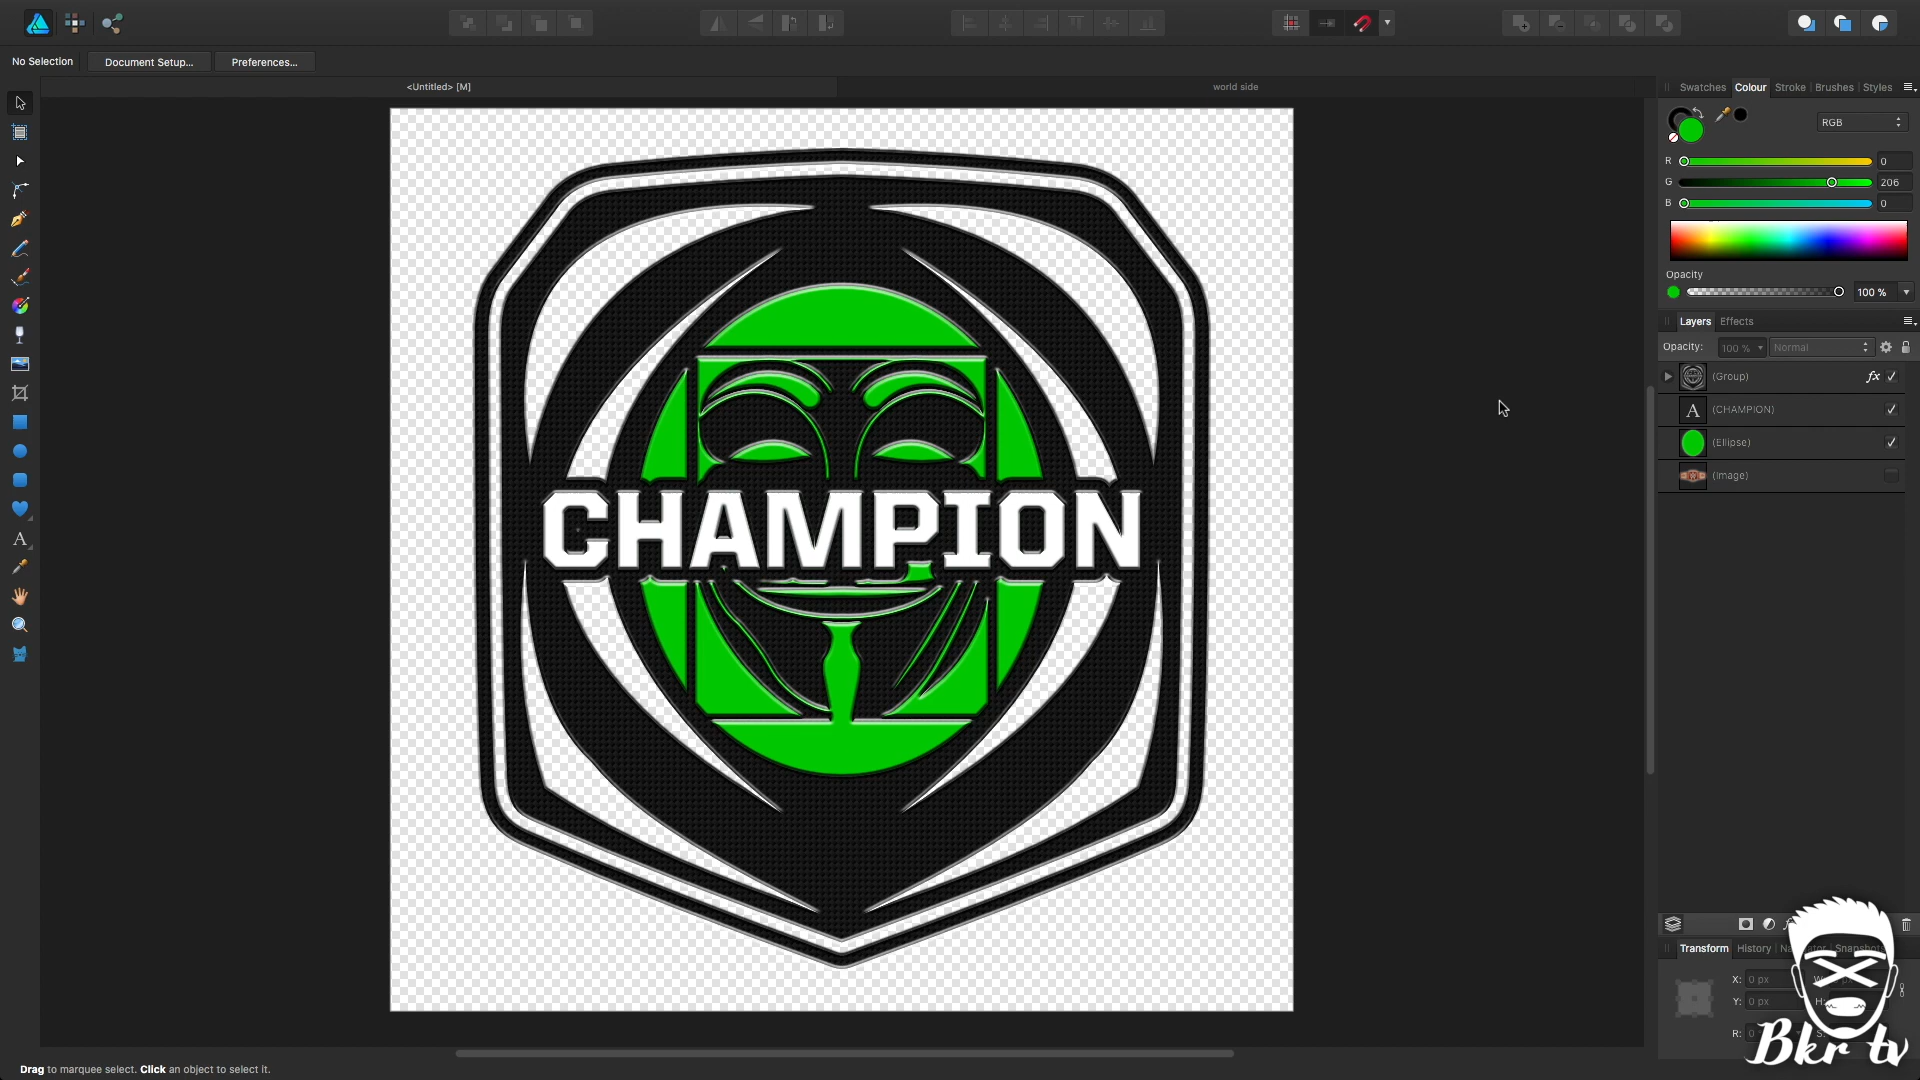 No Selection
Document Setup...
Preferences...
<Untitled> [M]
world side
Swatches
Colour
Stroke
Brushes
Styles
RGB
R
0
G
206
B
0
Opacity
100 %
Layers
Effects
Opacity:
100 %
Normal
(Group)
fx
A
(CHAMPION)
(Ellipse)
(Image)
CHAMPION
Transform
History
X:
0 px
Y:
0 px
R:
Bkr tv
A
Drag to marquee select. Click an object to select it.